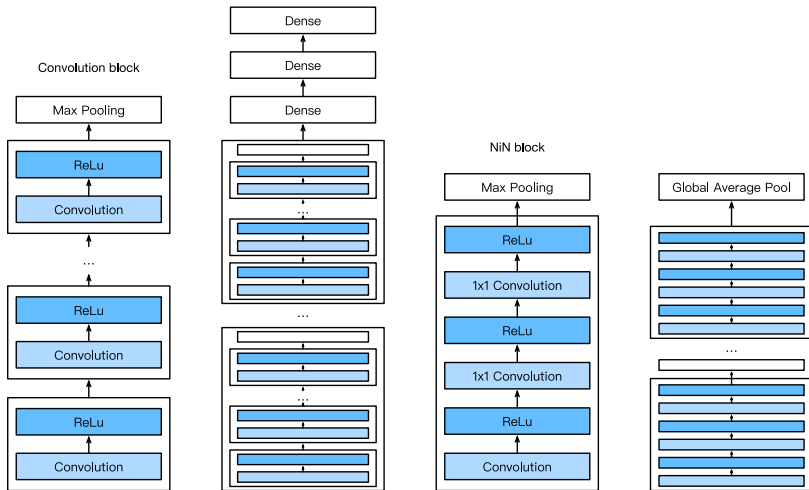 Convolution block
Max Pooling
ReLu
Convolution
...
ReLu
Convolution
ReLu
Convolution
Dense
Dense
Dense
...
...
...
NiN block
Max Pooling
ReLu
1x1 Convolution
ReLu
1x1 Convolution
ReLu
Convolution
Global Average Pool
...